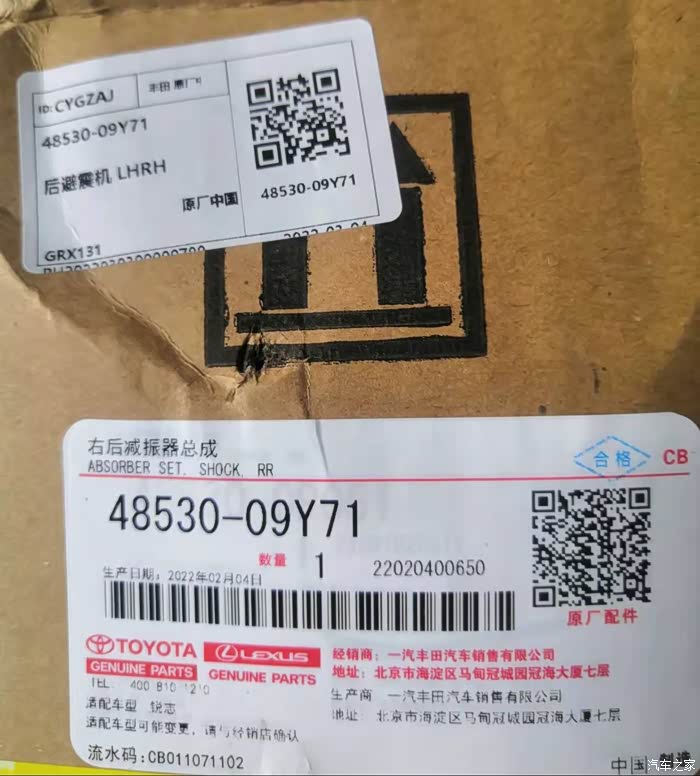 ID: CYGZAJ
丰田 原厂
48530-09Y71
后避震机 LHRH
原厂中国
48530-09Y71
GRX131
右后减振器总成
合格
CB
ABSORBER SET, SHOCK, RR
48530-09Y71
数量 1 22020400650
生产日期: 2022年02月04日
原厂配件
TOYOTA
GENUINE PARTS
LEXUS
GENUINE PARTS
经销商: 一汽丰田汽车销售有限公司
地址: 北京市海淀区马甸冠城园冠海大厦七层
TEL: 400 810 1210
生产商 一汽丰田汽车销售有限公司
适配车型 锐志
地址: 北京市海淀区马甸冠城园冠海大厦七层
适配车型可能变更, 请与经销店确认
流水码: CB011071102
中国制造
汽车之家